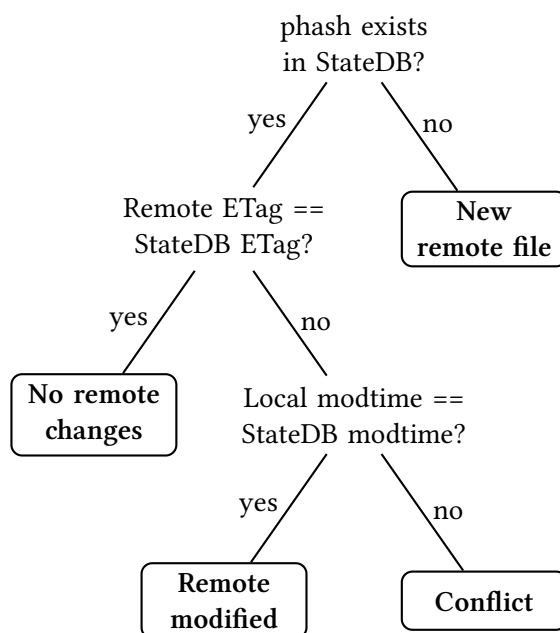 phash exists
in StateDB?
yes
no
Remote ETag ==
StateDB ETag?
New
remote file
yes
no
No remote
changes
Local modtime ==
StateDB modtime?
yes
no
Remote
modified
Conflict